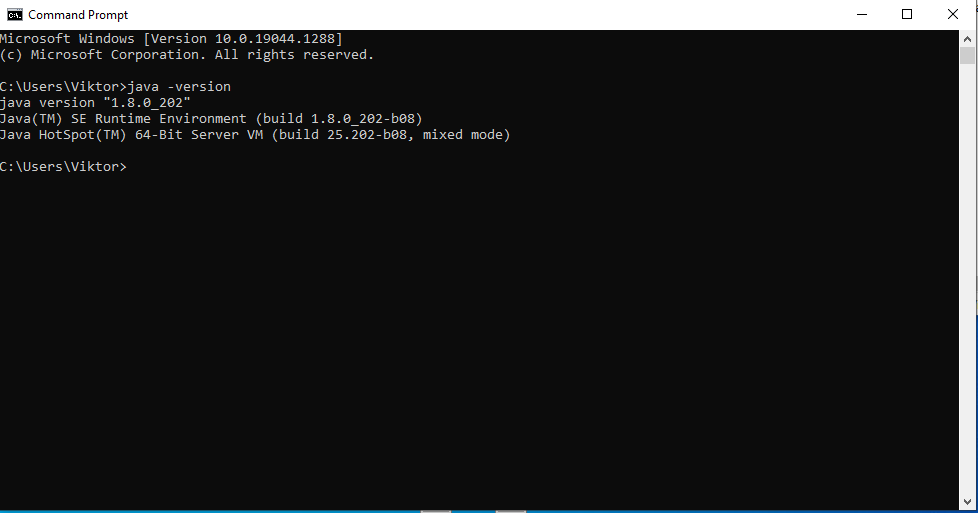 Command Prompt
Microsoft Windows [Version 10.0.19044.1288]
(c) Microsoft Corporation. All rights reserved.
C:\Users\Viktor>java -version
java version "1.8.0_202"
Java(TM) SE Runtime Environment (build 1.8.0_202-b08)
Java HotSpot(TM) 64-Bit Server VM (build 25.202-b08, mixed mode)
C:\Users\Viktor>